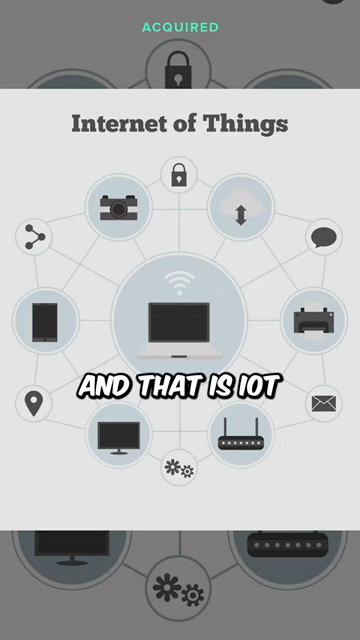 ACQUIRED
Internet of Things
AND THAT IS IOT